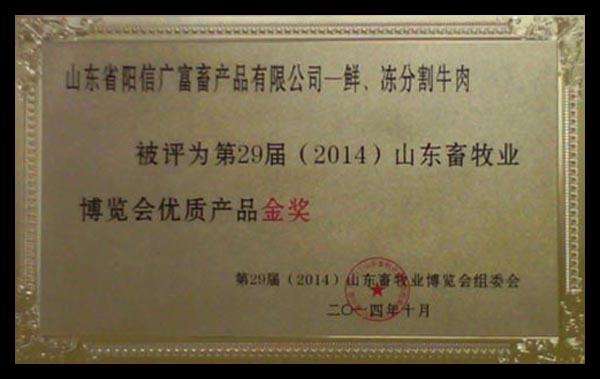 山东省阳信广富畜产品有限公司—鲜、冻分割牛肉
被评为第29届（2014）山东畜牧业
博览会优质产品金奖
第29届（2014）山东畜牧业博览会组委会
二〇一四年十月